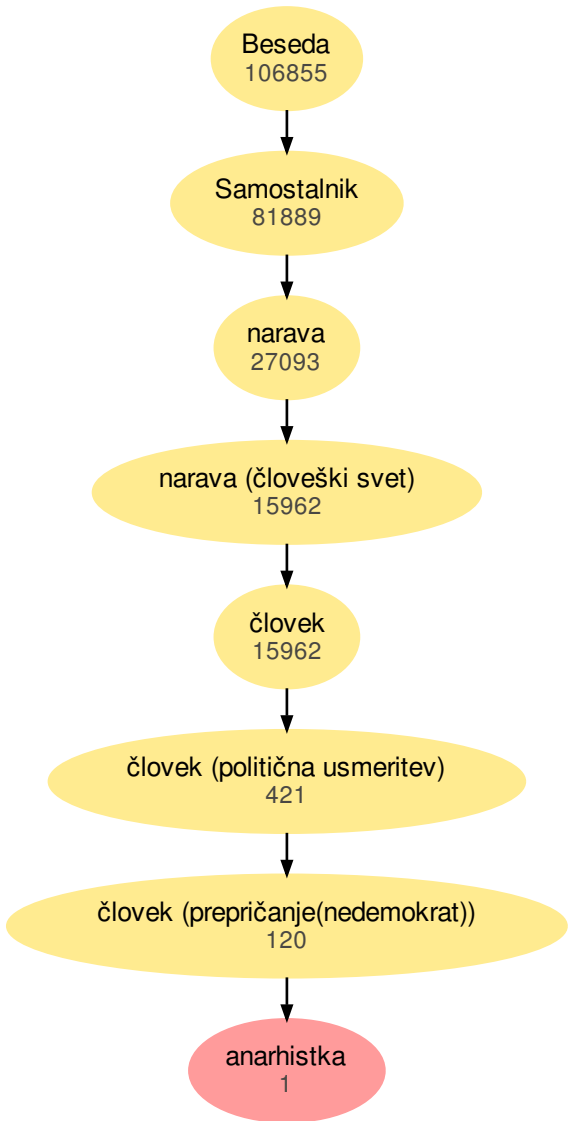 Beseda
106855
Samostalnik
81889
narava
27093
narava (človeški svet)
15962
človek
15962
človek (politična usmeritev)
421
človek (prepričanje(nedemokrat))
120
anarhistka
1